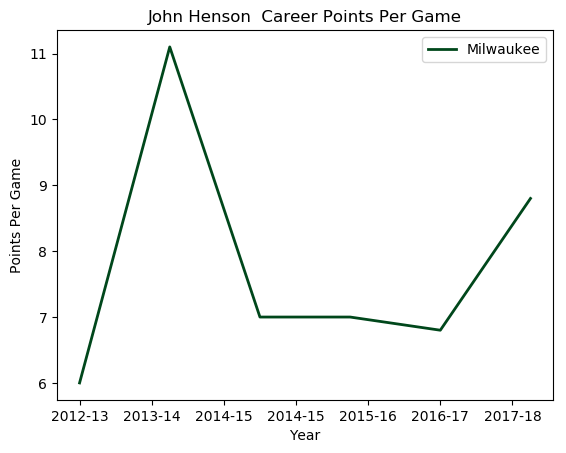 John Henson  Career Points Per Game
Milwaukee
11
10
9
8
7
6
Points Per Game
2012-13 2013-14 2014-15 2014-15 2015-16 2016-17 2017-18
Year